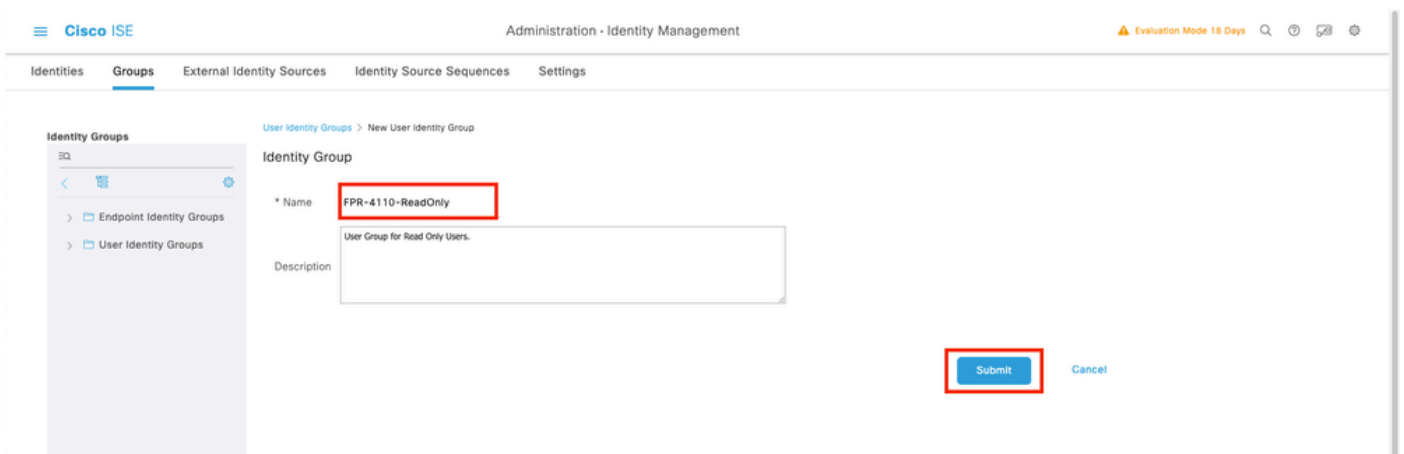 Cisco ISE
Administration · Identity Management
Evaluation Mode 18 Days
Identities Groups External Identity Sources Identity Source Sequences Settings
Identity Groups
Endpoint Identity Groups
User Identity Groups
User Identity Groups > New User Identity Group
Identity Group
* Name FPR-4110-ReadOnly
Description User Group for Read Only Users.
Submit Cancel